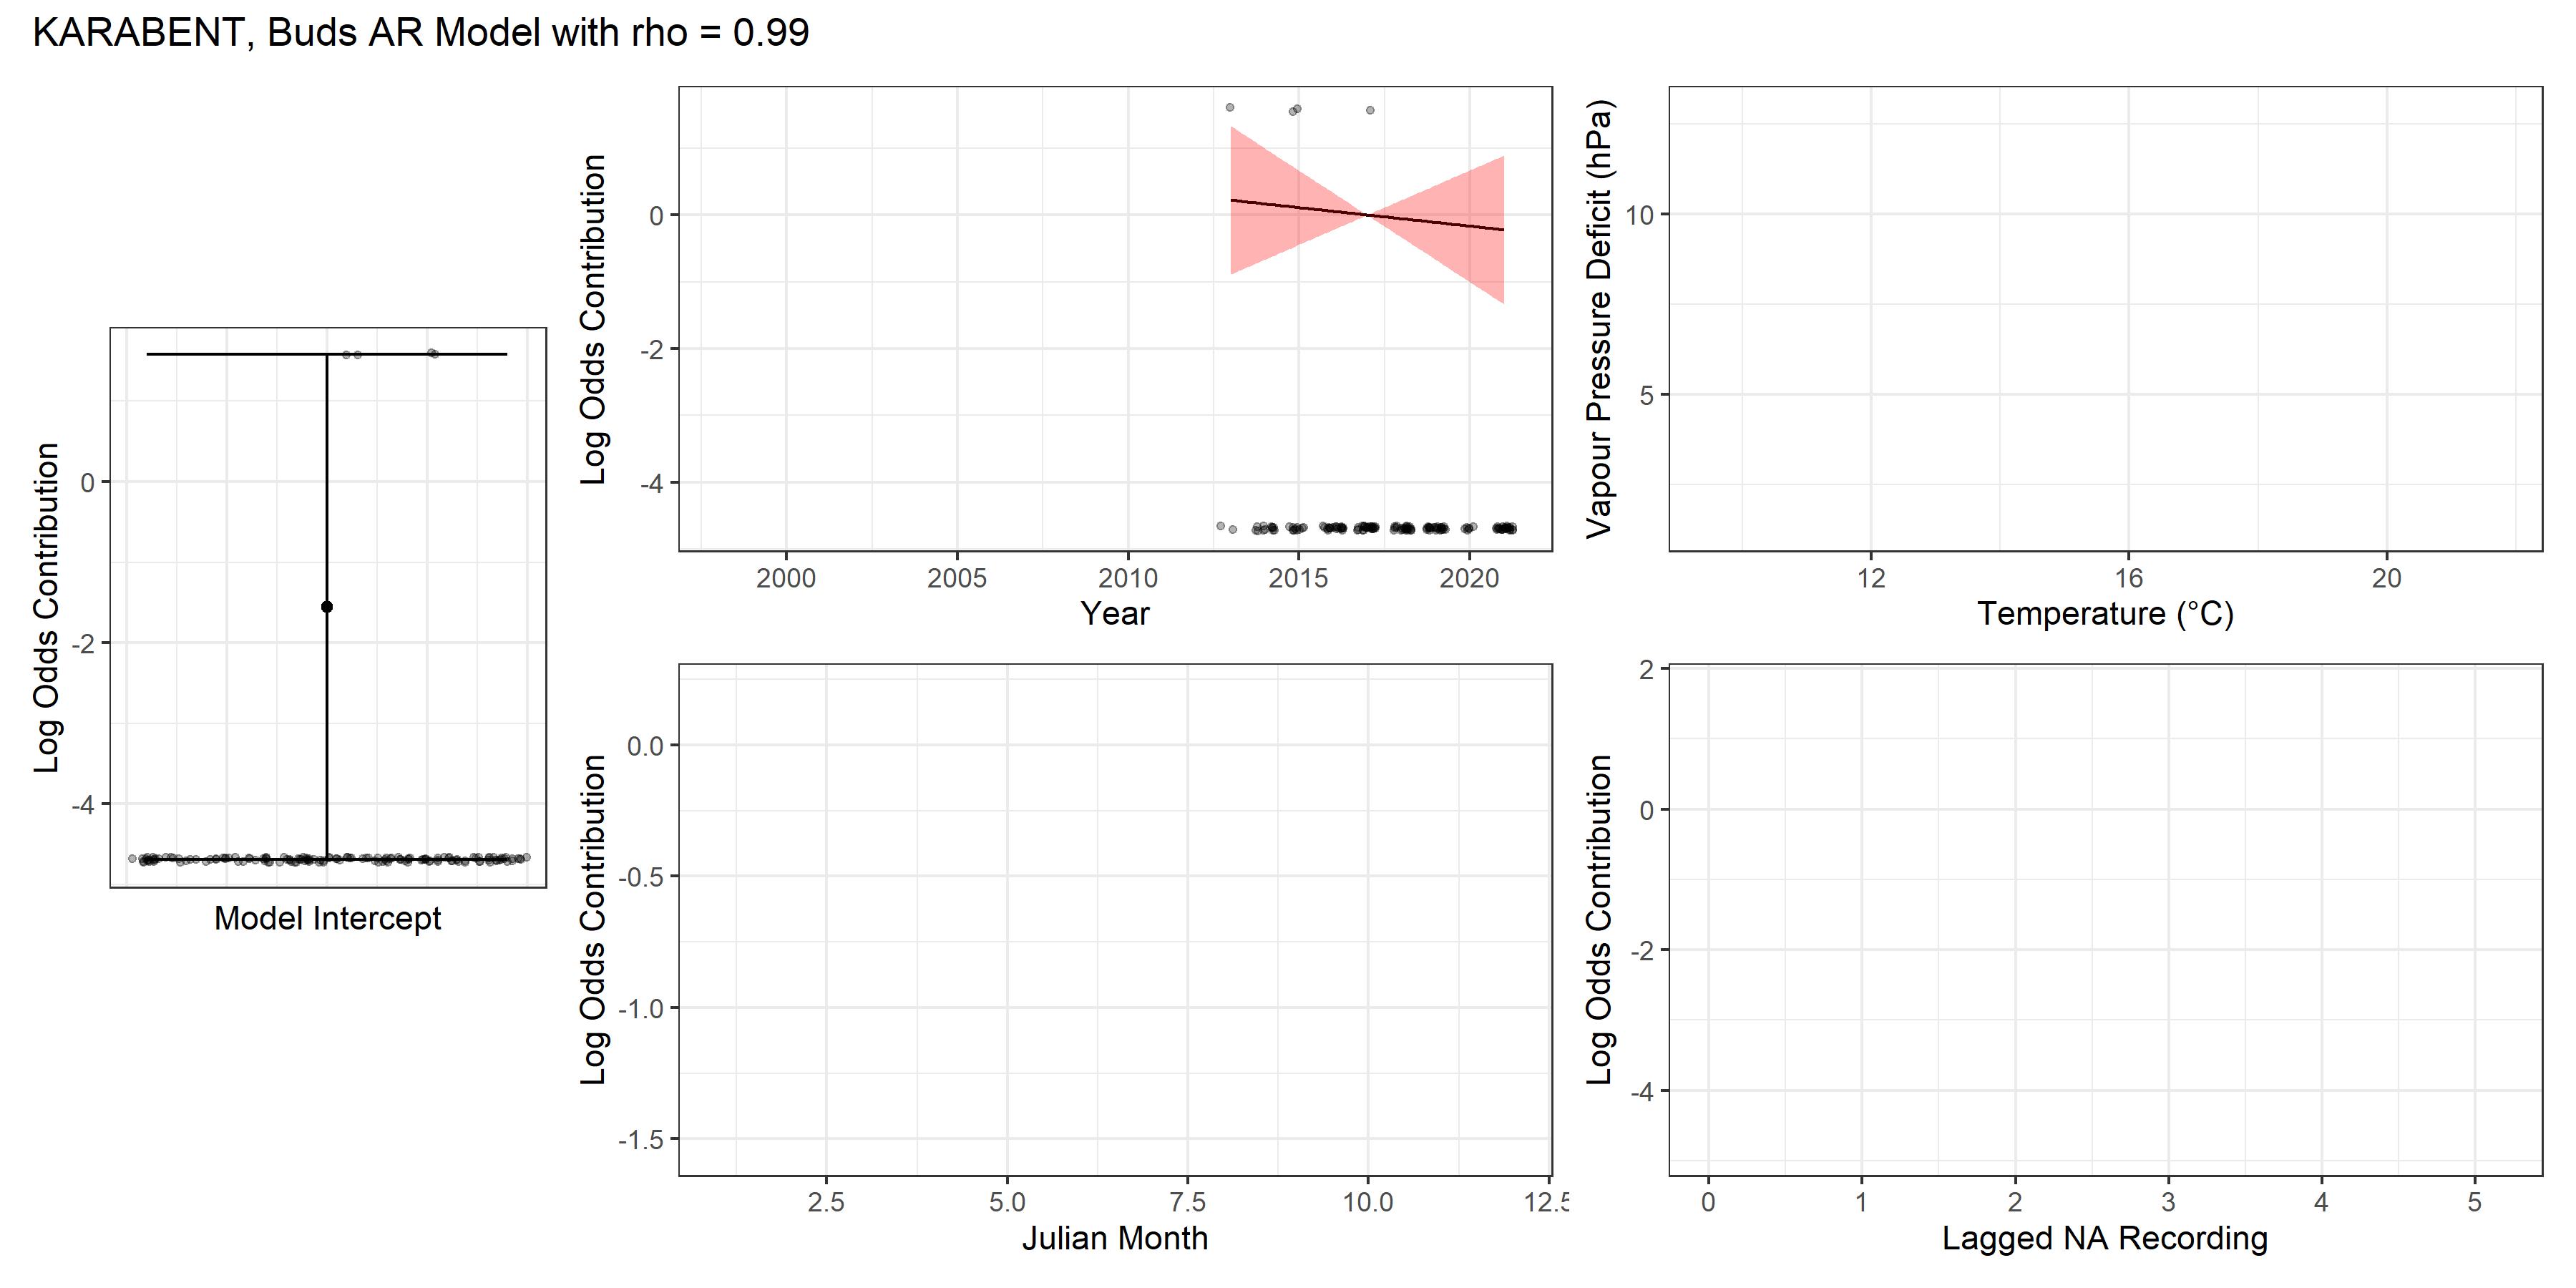 KARABENT, Buds AR Model with rho = 0.99
Log Odds Contribution
0
-2
-4
Model Intercept
Log Odds Contribution
0
-2
-4
2000 2005 2010 2015 2020
Year
Vapour Pressure Deficit (hPa)
10
5
12 16 20
Temperature (°C)
Log Odds Contribution
0.0
-0.5
-1.0
-1.5
2.5 5.0 7.5 10.0 12.5
Julian Month
Log Odds Contribution
2
0
-2
-4
0 1 2 3 4 5
Lagged NA Recording